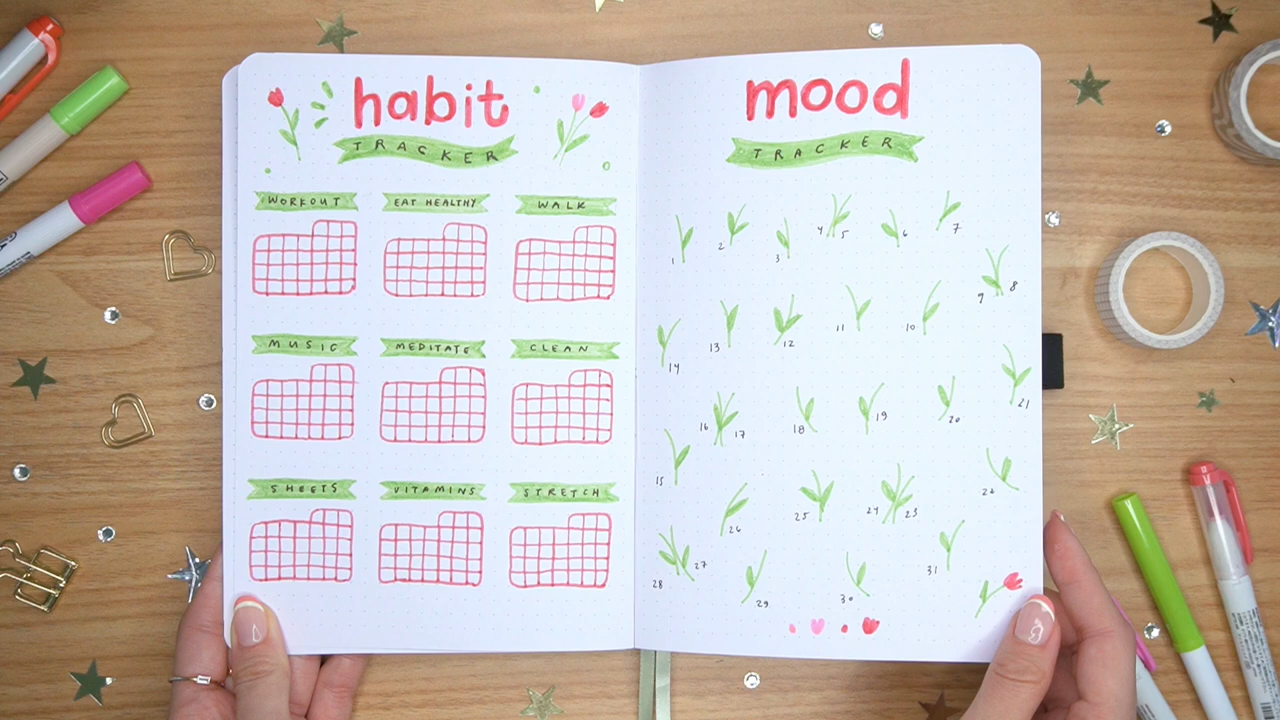 habit
TRACKER
WORKOUT EAT HEALTHY WALK
MUSIC MEDITATE CLEAN
SHEETS VITAMINS STRETCH
mood
TRACKER
1 2 3 4 5 6 7
9 8
14 13 12 11 10
21
16 17 18 19 20
15 22
26 25 24 23
28 27 29 30 31